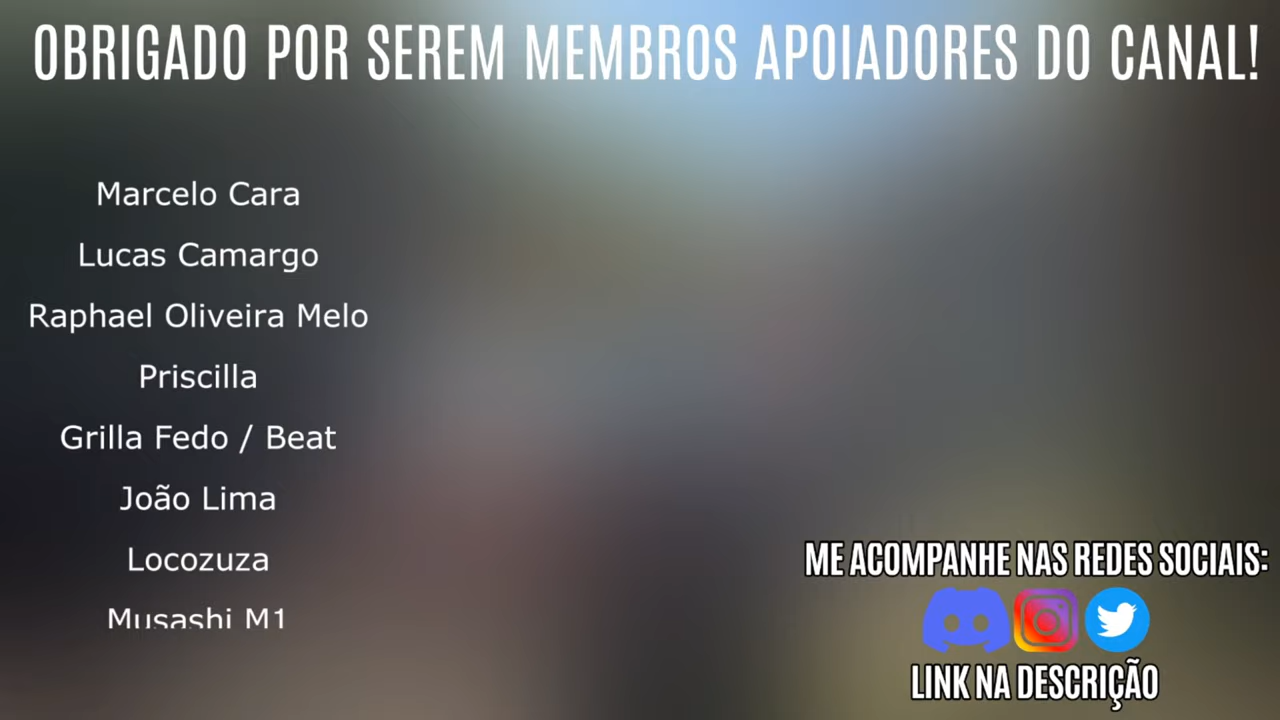 OBRIGADO POR SEREM MEMBROS APOIADORES DO CANAL!
Marcelo Cara
Lucas Camargo
Raphael Oliveira Melo
Priscilla
Grilla Fedo / Beat
João Lima
Locozuza
Musashi M1
ME ACOMPANHE NAS REDES SOCIAIS:
LINK NA DESCRIÇÃO